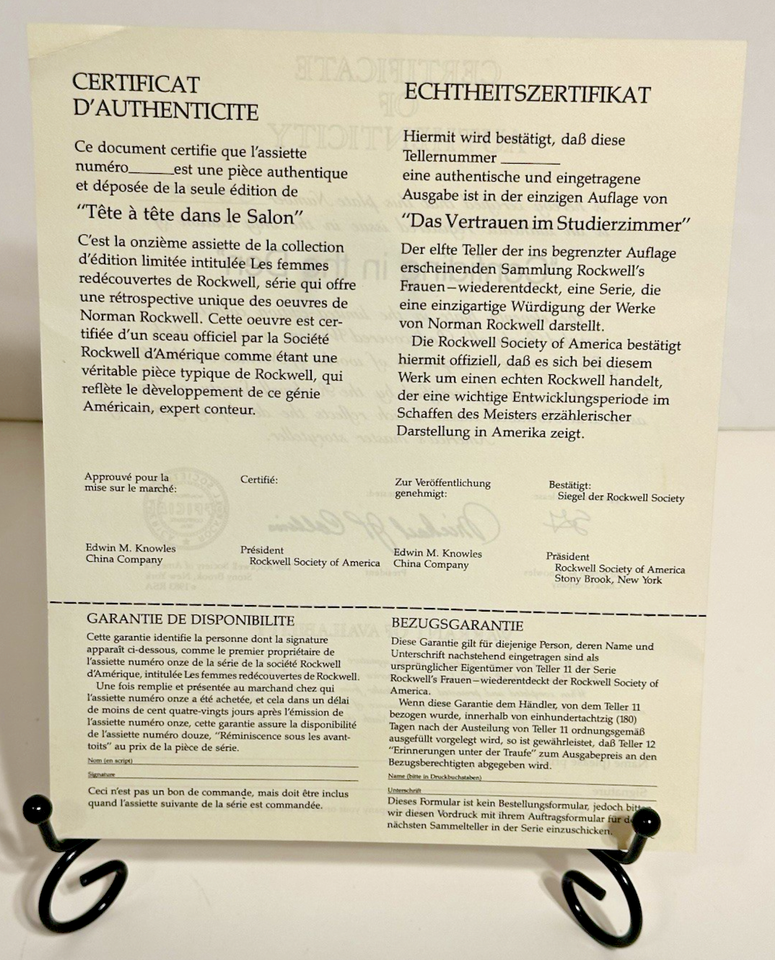 CERTIFICAT
D'AUTHENTICITE
Ce document certifie que l'assiette
numéro______est une pièce authentique
et déposée de la seule édition de
"Tête à tête dans le Salon"
C'est la onzième assiette de la collection
d'édition limitée intitulée Les femmes
redécouvertes de Rockwell, série qui offre
une rétrospective unique des oeuvres de
Norman Rockwell. Cette oeuvre est cer-
tifiée d'un sceau officiel par la Société
Rockwell d'Amérique comme étant une
véritable pièce typique de Rockwell, qui
reflète le dèveloppement de ce génie
Américain, expert conteur.
Approuvé pour la
mise sur le marché:
Certifié:
Edwin M. Knowles
China Company
Président
Rockwell Society of America
ECHTHEITSZERTIFIKAT
Hiermit wird bestätigt, daß diese
Tellernummer ________
eine authentische und eingetragene
Ausgabe ist in der einzigen Auflage von
"Das Vertrauen im Studierzimmer"
Der elfte Teller der ins begrenzter Auflage
erscheinenden Sammlung Rockwell's
Frauen—wiederentdeckt, eine Serie, die
eine einzigartige Würdigung der Werke
von Norman Rockwell darstellt.
Die Rockwell Society of America bestätigt
hiermit offiziell, daß es sich bei diesem
Werk um einen echten Rockwell handelt,
der eine wichtige Entwicklungsperiode im
Schaffen des Meisters erzählerischer
Darstellung in Amerika zeigt.
Zur Veröffentlichung
genehmigt:
Bestätigt:
Siegel der Rockwell Society
Edwin M. Knowles
China Company
Präsident
Rockwell Society of America
Stony Brook, New York
GARANTIE DE DISPONIBILITE
Cette garantie identifie la personne dont la signature
apparaît ci-dessous, comme le premier propriétaire de
l'assiette numéro onze de la série de la société Rockwell
d'Amérique, intitulée Les femmes redécouvertes de Rockwell.
Une fois remplie et présentée au marchand chez qui
l'assiette numéro onze a été achetée, et cela dans un délai
de moins de cent quatre-vingts jours après l'émission de
l'assiette numéro onze, cette garantie assure la disponibilité
de l'assiette numéro douze, "Réminiscence sous les avant-
toits" au prix de la pièce de série.
Nom (en script)
Signature
Ceci n'est pas un bon de commande, mais doit être inclus
quand l'assiette suivante de la série est commandée.
BEZUGSGARANTIE
Diese Garantie gilt für diejenige Person, deren Name und
Unterschrift nachstehend eingetragen sind als
ursprünglicher Eigentümer von Teller 11 der Serie
Rockwell's Frauen—wiederentdeckt der Rockwell Society of
America.
Wenn diese Garantie dem Händler, von dem Teller 11
bezogen wurde, innerhalb von einhundertachtzig (180)
Tagen nach der Austeilung von Teller 11 ordnungsgemäß
ausgefüllt vorgelegt wird, so ist gewährleistet, daß Teller 12
"Erinnerungen unter der Traufe" zum Ausgabepreis an den
Bezugsberechtigten abgegeben wird.
Name (bitte in Druckbuchstaben)
Unterschrift
Dieses Formular ist kein Bestellungsformular, jedoch bitten
wir diesen Vordruck mit ihrem Auftragsformular für den
nächsten Sammelteller in der Serie einzuschicken.